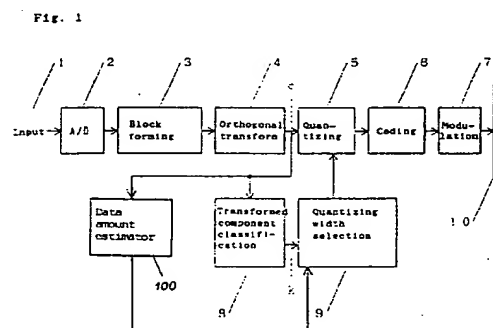 Fig. 1
1
2
3
4
5
6
7
Input
A/D
Block
forming
Orthogonal
transform
Quan-
tizing
Coding
Modu-
lation
Data
amount
estimator
100
Transformed
component
classifi-
cation
Quantizing
width selection
10
8
9